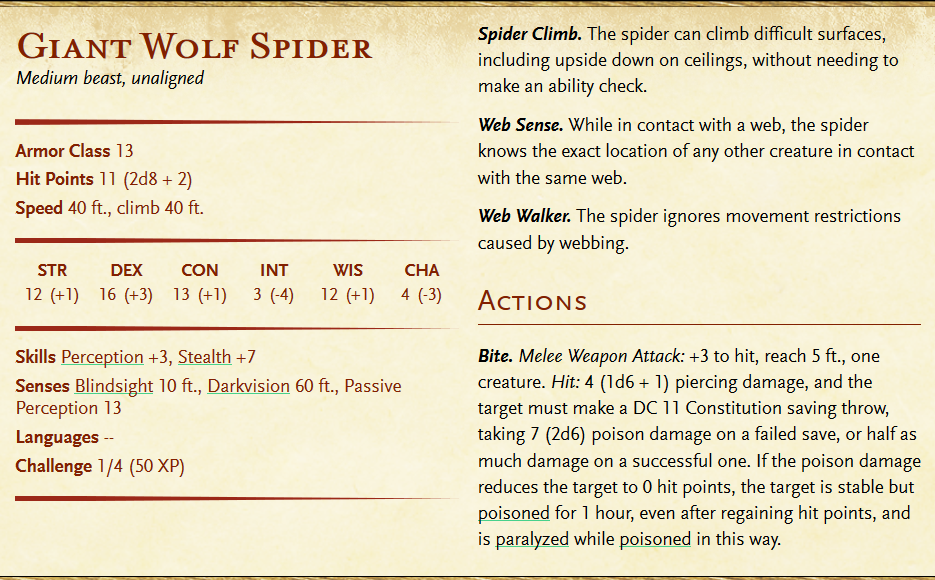 Giant Wolf Spider
Medium beast, unaligned
Armor Class 13
Hit Points 11 (2d8 + 2)
Speed 40 ft., climb 40 ft.
STR DEX CON INT WIS CHA
12 (+1) 16 (+3) 13 (+1) 3 (-4) 12 (+1) 4 (-3)
Skills Perception +3, Stealth +7
Senses Blindsight 10 ft., Darkvision 60 ft., Passive
Perception 13
Languages --
Challenge 1/4 (50 XP)
Spider Climb. The spider can climb difficult surfaces,
including upside down on ceilings, without needing to
make an ability check.
Web Sense. While in contact with a web, the spider
knows the exact location of any other creature in contact
with the same web.
Web Walker. The spider ignores movement restrictions
caused by webbing.
Actions
Bite. Melee Weapon Attack: +3 to hit, reach 5 ft., one
creature. Hit: 4 (1d6 + 1) piercing damage, and the
target must make a DC 11 Constitution saving throw,
taking 7 (2d6) poison damage on a failed save, or half as
much damage on a successful one. If the poison damage
reduces the target to 0 hit points, the target is stable but
poisoned for 1 hour, even after regaining hit points, and
is paralyzed while poisoned in this way.